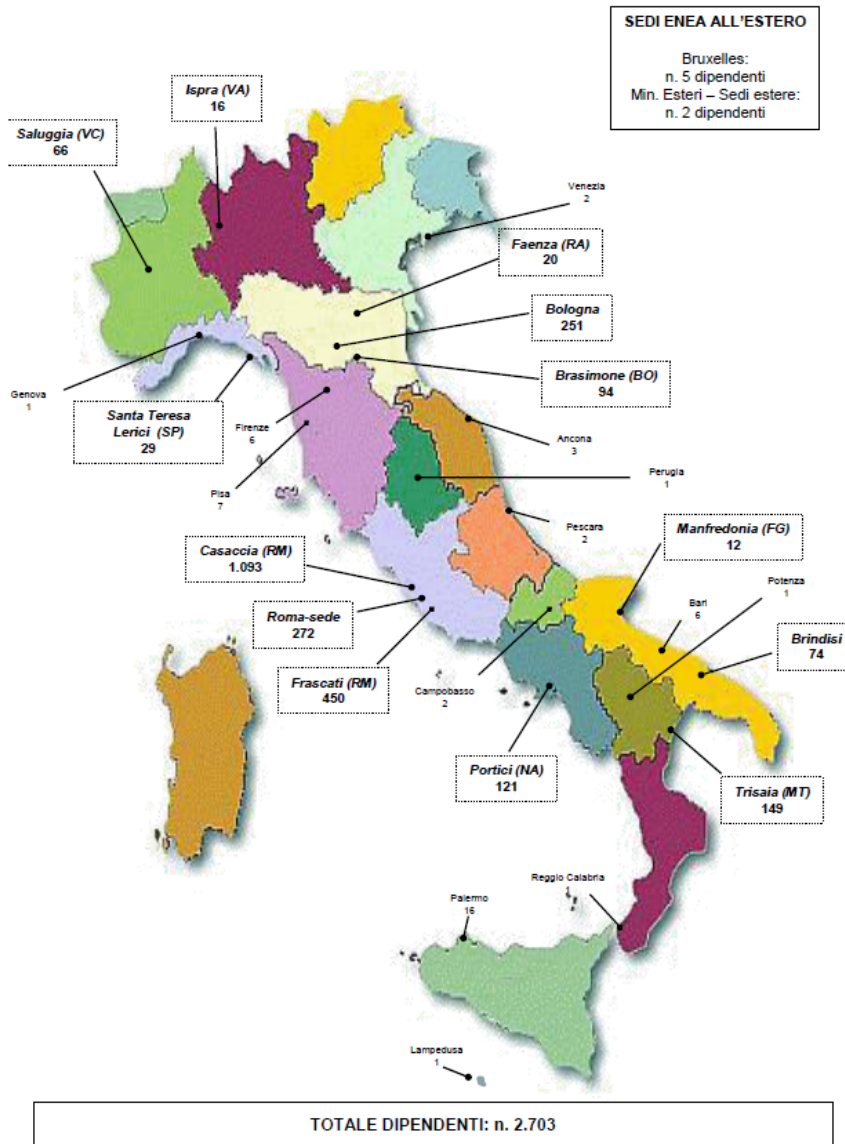 SEDI ENEA ALL'ESTERO
Bruxelles:
n. 5 dipendenti
Min. Esteri – Sedi estere:
n. 2 dipendenti
Ispra (VA)
16
Saluggia (VC)
66
Venezia
2
Faenza (RA)
20
Bologna
251
Brasimone (BO)
94
Genova
1
Santa Teresa
Lerici (SP)
29
Firenze
6
Pisa
7
Ancona
3
Perugia
1
Pescara
2
Casaccia (RM)
1.093
Roma-sede
272
Frascati (RM)
450
Manfredonia (FG)
12
Potenza
1
Bari
6
Brindisi
74
Campobasso
2
Portici (NA)
121
Trisaia (MT)
149
Reggio Calabria
1
Palermo
16
Lampedusa
1
TOTALE DIPENDENTI: n. 2.703